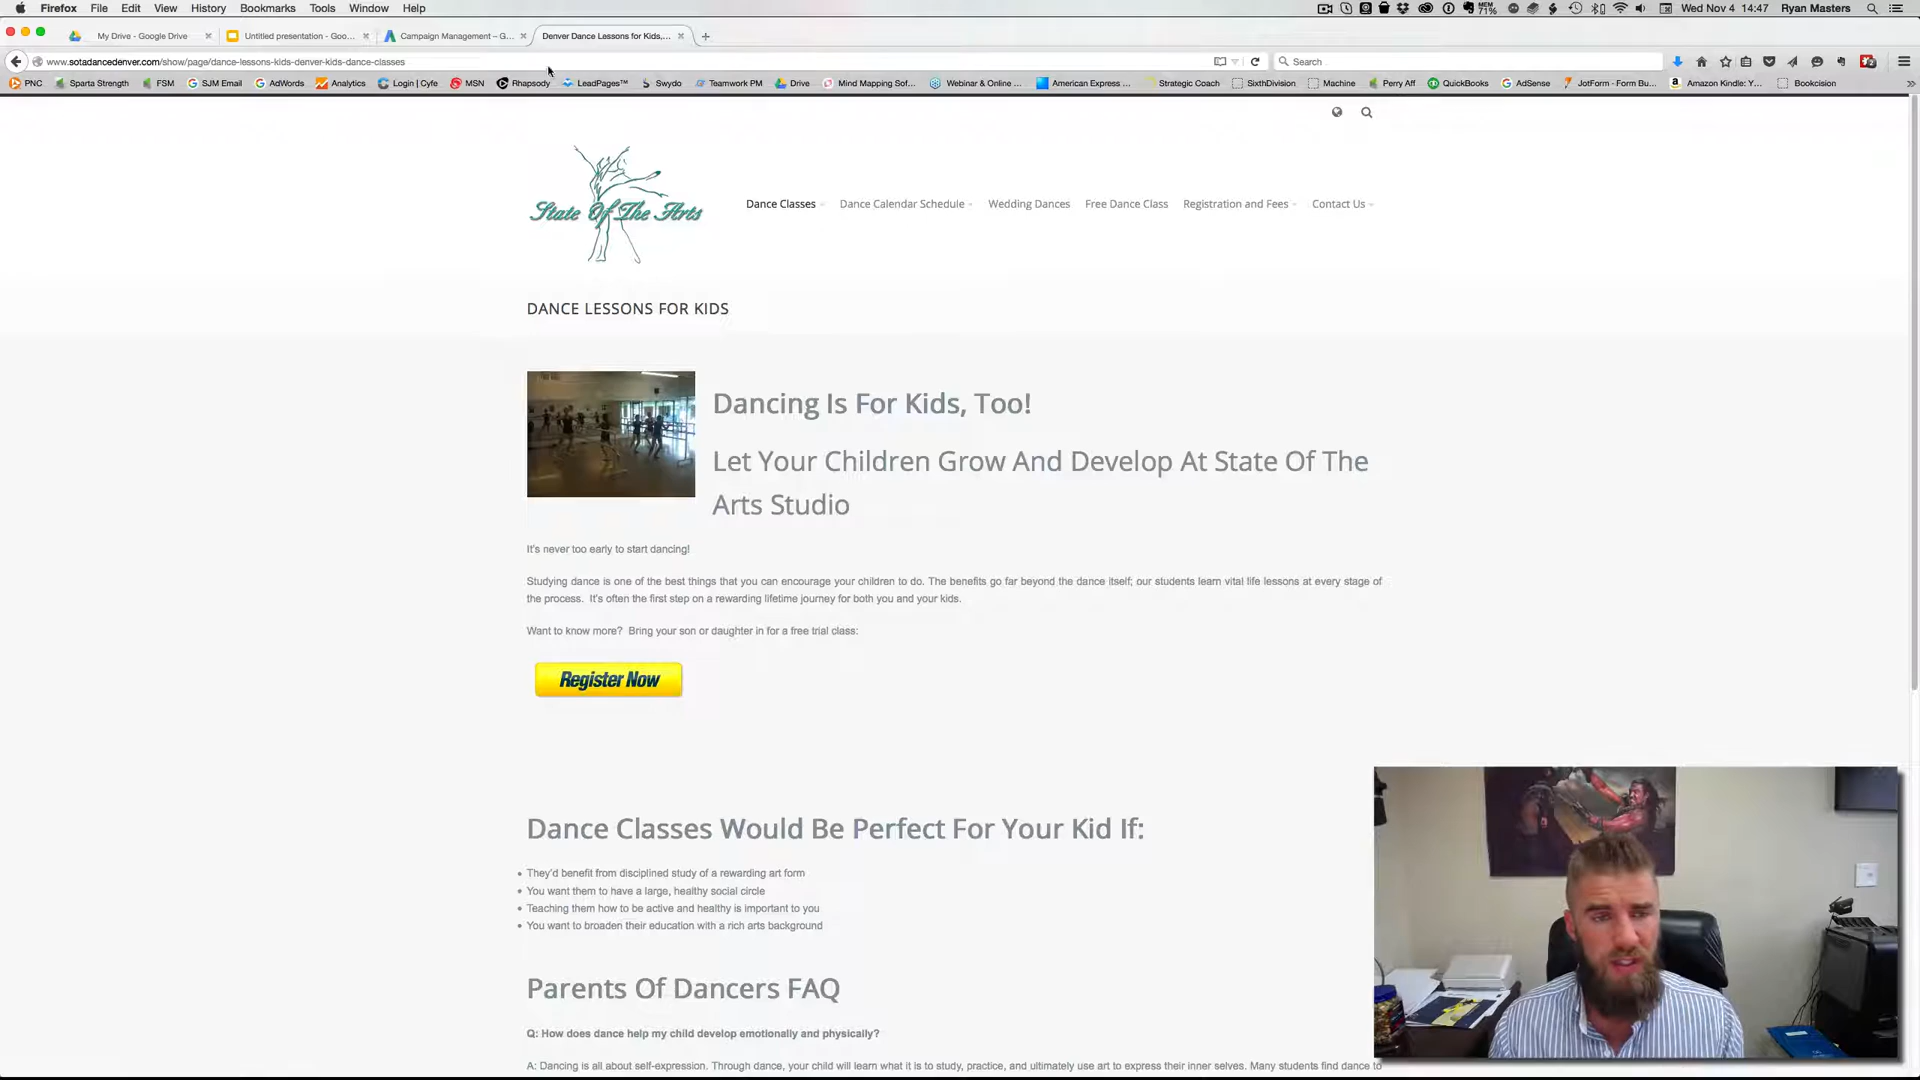 Firefox File Edit View History Bookmarks Tools Window Help MEM 71% Wed Nov 4 14:47 Ryan Masters
My Drive - Google Drive Untitled presentation - Goo... Campaign Management – G... Denver Dance Lessons for Kids,...
www.sotadancedenver.com/show/page/dance-lessons-kids-denver-kids-dance-classes Search
PNC Sparta Strength FSM SJM Email AdWords Analytics Login | Cyfe MSN Rhapsody LeadPages™ Swydo Teamwork PM Drive Mind Mapping Sof... Webinar & Online ... American Express ... Strategic Coach SixthDivision Machine Perry Aff QuickBooks AdSense JotForm - Form Bu... Amazon Kindle: Y... Bookcision
State Of The Arts
Dance Classes Dance Calendar Schedule Wedding Dances Free Dance Class Registration and Fees Contact Us
DANCE LESSONS FOR KIDS
Dancing Is For Kids, Too!
Let Your Children Grow And Develop At State Of The
Arts Studio
It's never too early to start dancing!
Studying dance is one of the best things that you can encourage your children to do. The benefits go far beyond the dance itself; our students learn vital life lessons at every stage of
the process. It's often the first step on a rewarding lifetime journey for both you and your kids.
Want to know more? Bring your son or daughter in for a free trial class:
Register Now
Dance Classes Would Be Perfect For Your Kid If:
• They'd benefit from disciplined study of a rewarding art form
• You want them to have a large, healthy social circle
• Teaching them how to be active and healthy is important to you
• You want to broaden their education with a rich arts background
Parents Of Dancers FAQ
Q: How does dance help my child develop emotionally and physically?
A: Dancing is all about self-expression. Through dance, your child will learn what it is to study, practice, and ultimately use art to express their inner selves. Many students find dance to